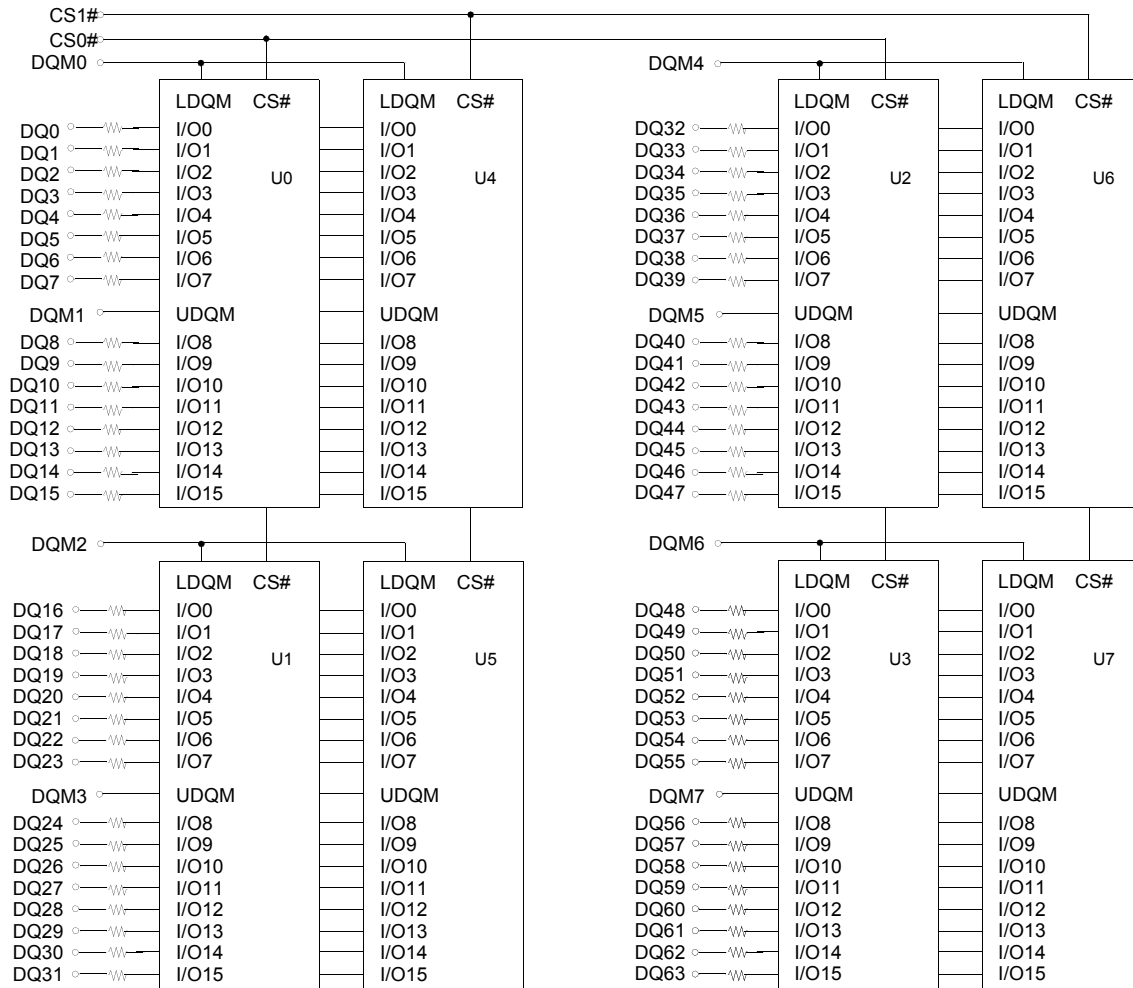 CS1#
CS0#
DQM0 DQM4
LDQM CS# LDQM CS# LDQM CS# LDQM CS#
DQ0 I/O0 I/O0 DQ32 I/O0 I/O0
DQ1 I/O1 I/O1 DQ33 I/O1 I/O1
DQ2 I/O2 U0 I/O2 U4 DQ34 I/O2 U2 I/O2 U6
DQ3 I/O3 I/O3 DQ35 I/O3 I/O3
DQ4 I/O4 I/O4 DQ36 I/O4 I/O4
DQ5 I/O5 I/O5 DQ37 I/O5 I/O5
DQ6 I/O6 I/O6 DQ38 I/O6 I/O6
DQ7 I/O7 I/O7 DQ39 I/O7 I/O7
DQM1 UDQM UDQM DQM5 UDQM UDQM
DQ8 I/O8 I/O8 DQ40 I/O8 I/O8
DQ9 I/O9 I/O9 DQ41 I/O9 I/O9
DQ10 I/O10 I/O10 DQ42 I/O10 I/O10
DQ11 I/O11 I/O11 DQ43 I/O11 I/O11
DQ12 I/O12 I/O12 DQ44 I/O12 I/O12
DQ13 I/O13 I/O13 DQ45 I/O13 I/O13
DQ14 I/O14 I/O14 DQ46 I/O14 I/O14
DQ15 I/O15 I/O15 DQ47 I/O15 I/O15
DQM2 DQM6
LDQM CS# LDQM CS# LDQM CS# LDQM CS#
DQ16 I/O0 I/O0 DQ48 I/O0 I/O0
DQ17 I/O1 I/O1 DQ49 I/O1 I/O1
DQ18 I/O2 U1 I/O2 U5 DQ50 I/O2 U3 I/O2 U7
DQ19 I/O3 I/O3 DQ51 I/O3 I/O3
DQ20 I/O4 I/O4 DQ52 I/O4 I/O4
DQ21 I/O5 I/O5 DQ53 I/O5 I/O5
DQ22 I/O6 I/O6 DQ54 I/O6 I/O6
DQ23 I/O7 I/O7 DQ55 I/O7 I/O7
DQM3 UDQM UDQM DQM7 UDQM UDQM
DQ24 I/O8 I/O8 DQ56 I/O8 I/O8
DQ25 I/O9 I/O9 DQ57 I/O9 I/O9
DQ26 I/O10 I/O10 DQ58 I/O10 I/O10
DQ27 I/O11 I/O11 DQ59 I/O11 I/O11
DQ28 I/O12 I/O12 DQ60 I/O12 I/O12
DQ29 I/O13 I/O13 DQ61 I/O13 I/O13
DQ30 I/O14 I/O14 DQ62 I/O14 I/O14
DQ31 I/O15 I/O15 DQ63 I/O15 I/O15